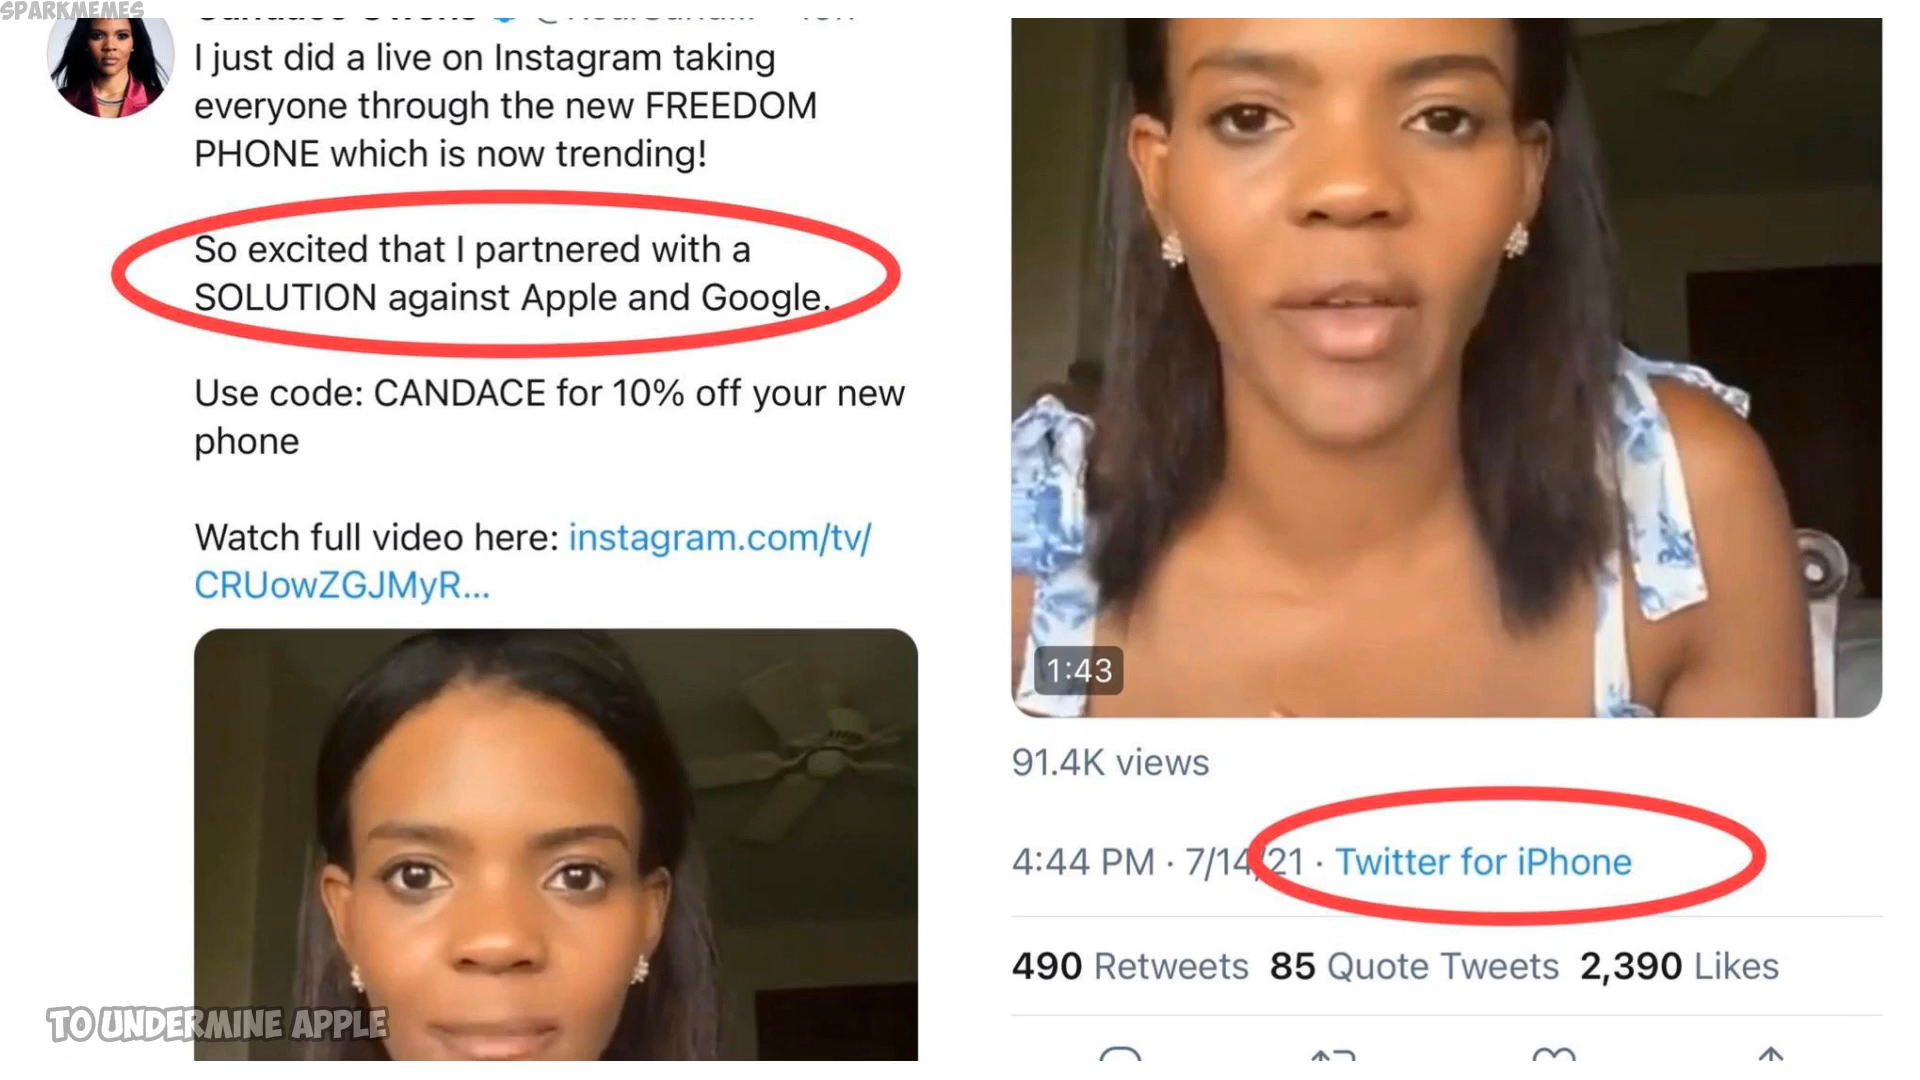 SPARKMEMES
I just did a live on Instagram taking
everyone through the new FREEDOM
PHONE which is now trending!
So excited that I partnered with a
SOLUTION against Apple and Google.
Use code: CANDACE for 10% off your new
phone
Watch full video here: instagram.com/tv/
CRUowZGJMyR...
TO UNDERMINE APPLE
1:43
91.4K views
4:44 PM · 7/14/21 · Twitter for iPhone
490 Retweets 85 Quote Tweets 2,390 Likes